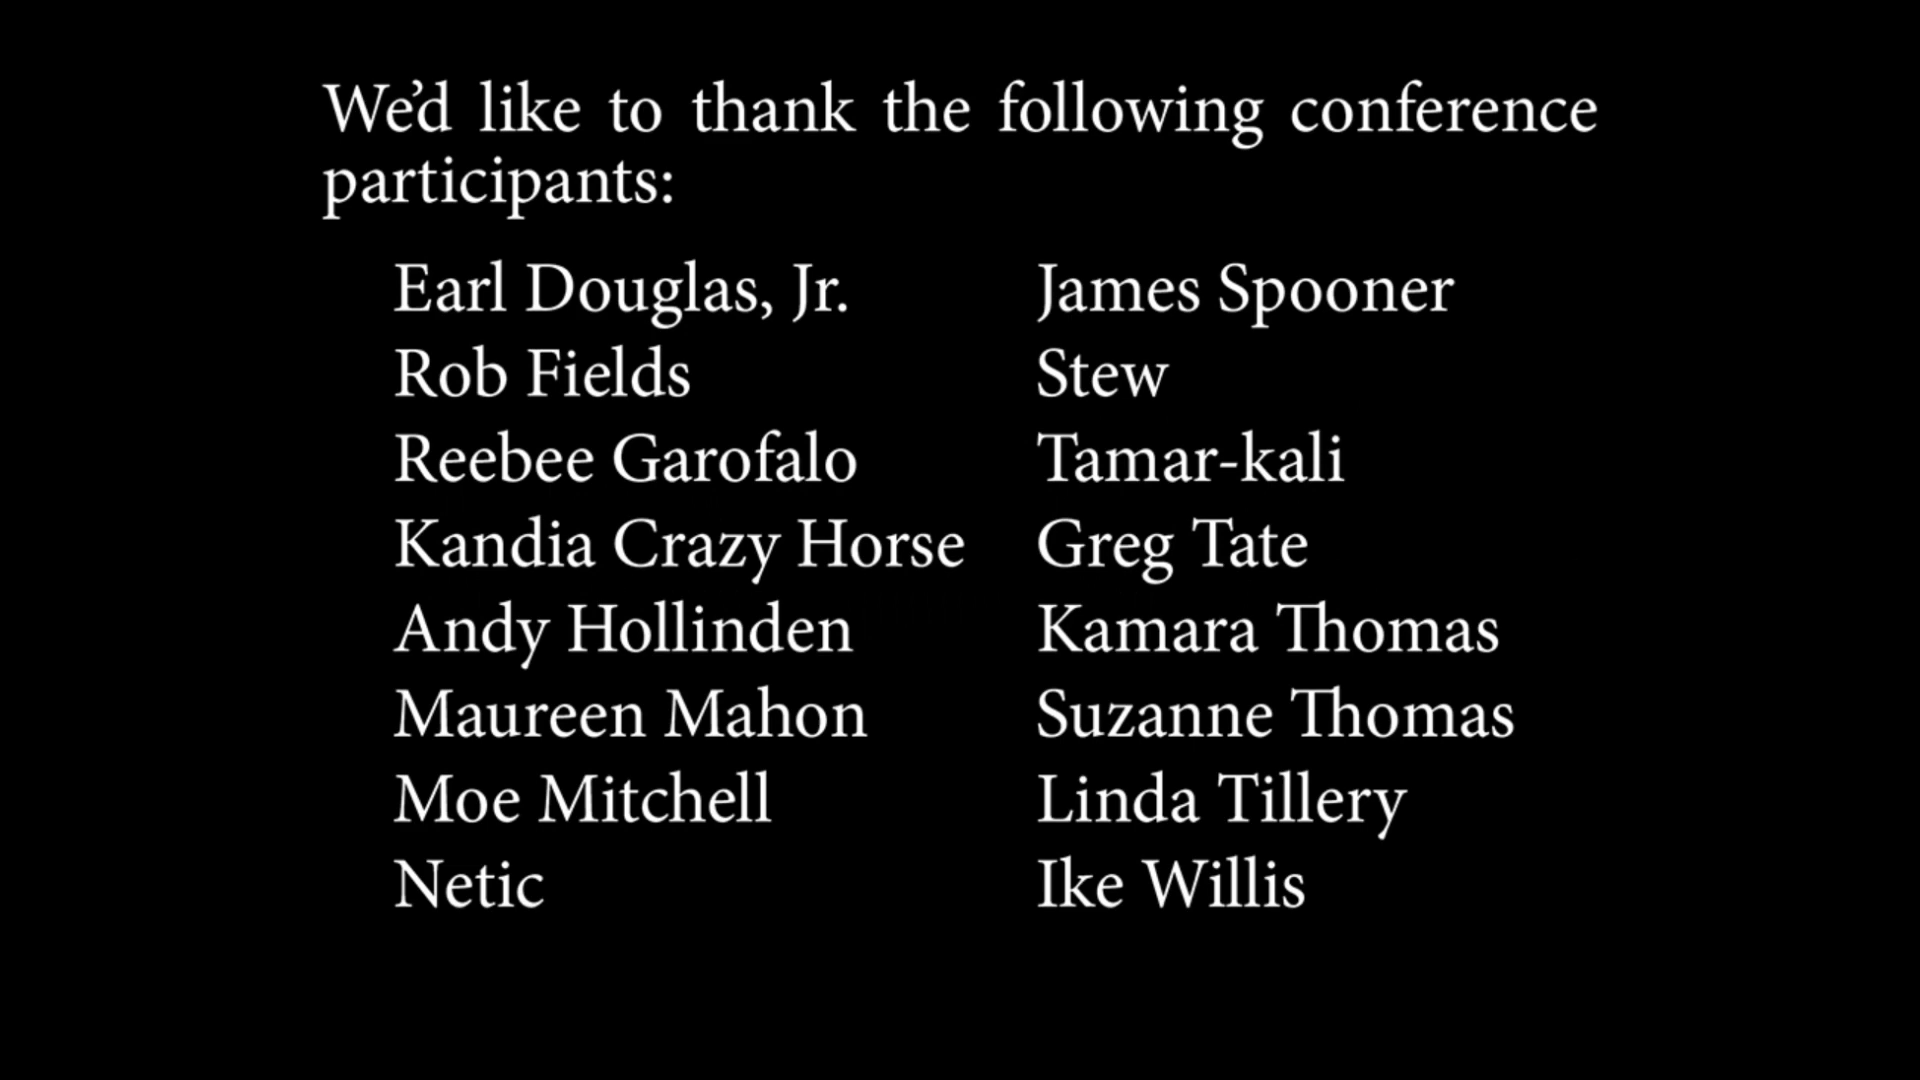 We’d like to thank the following conference
participants:
Earl Douglas, Jr.
Rob Fields
Reebee Garofalo
Kandia Crazy Horse
Andy Hollinden
Maureen Mahon
Moe Mitchell
Netic
James Spooner
Stew
Tamar-kali
Greg Tate
Kamara Thomas
Suzanne Thomas
Linda Tillery
Ike Willis